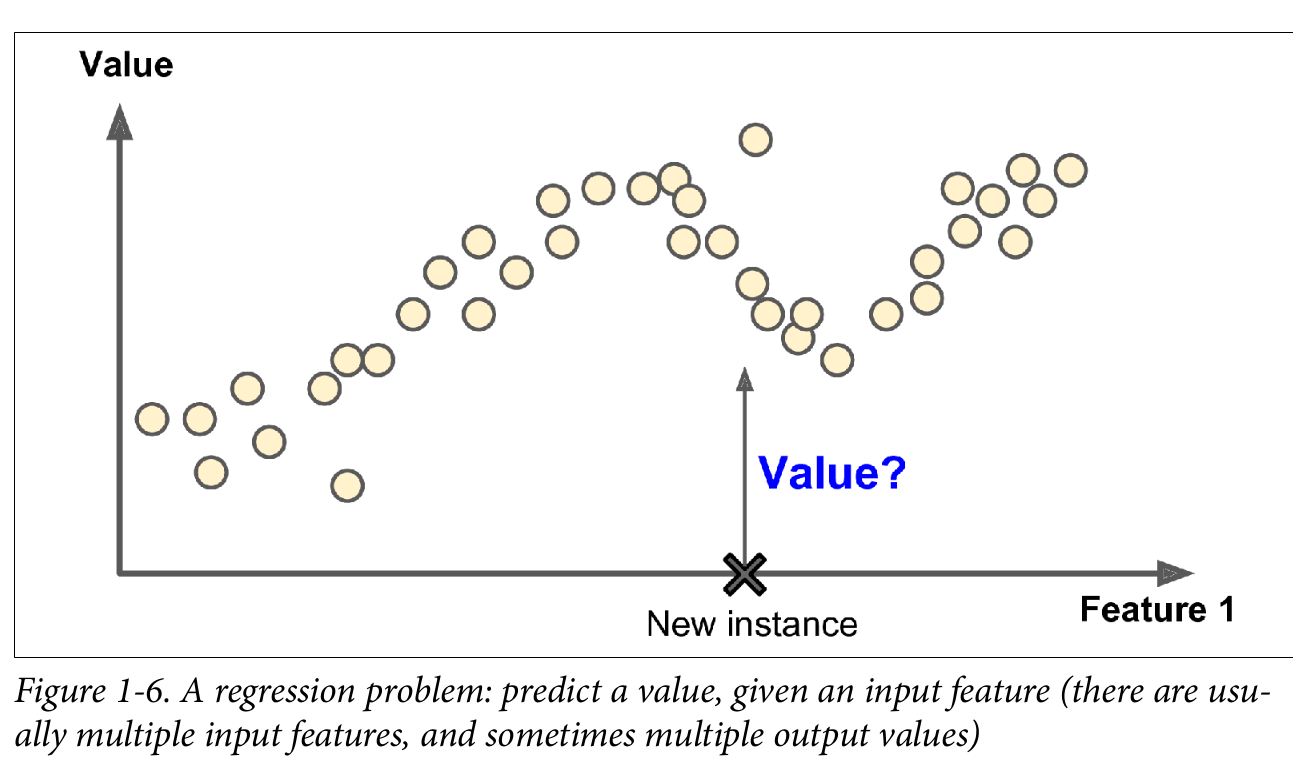 Value
Value?
New instance
Feature 1
Figure 1-6. A regression problem: predict a value, given an input feature (there are usu-
ally multiple input features, and sometimes multiple output values)